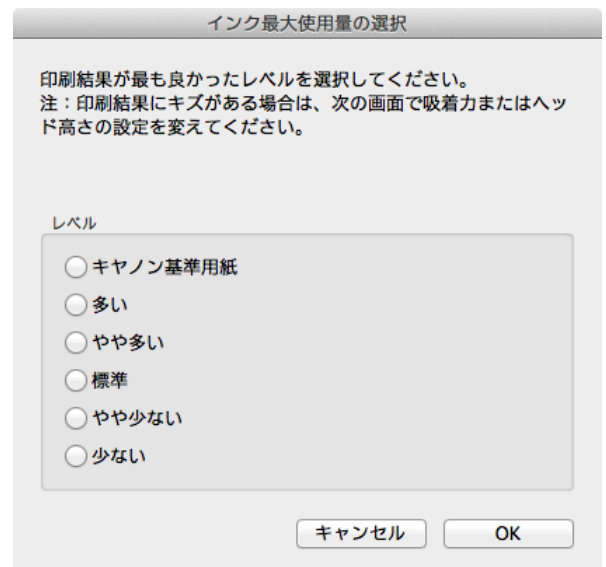 インク最大使用量の選択
印刷結果が最も良かったレベルを選択してください。
注：印刷結果にキズがある場合は、次の画面で吸着力またはヘッ
ド高さの設定を変えてください。
レベル
キヤノン基準用紙
多い
やや多い
標準
やや少ない
少ない
キャンセル
OK